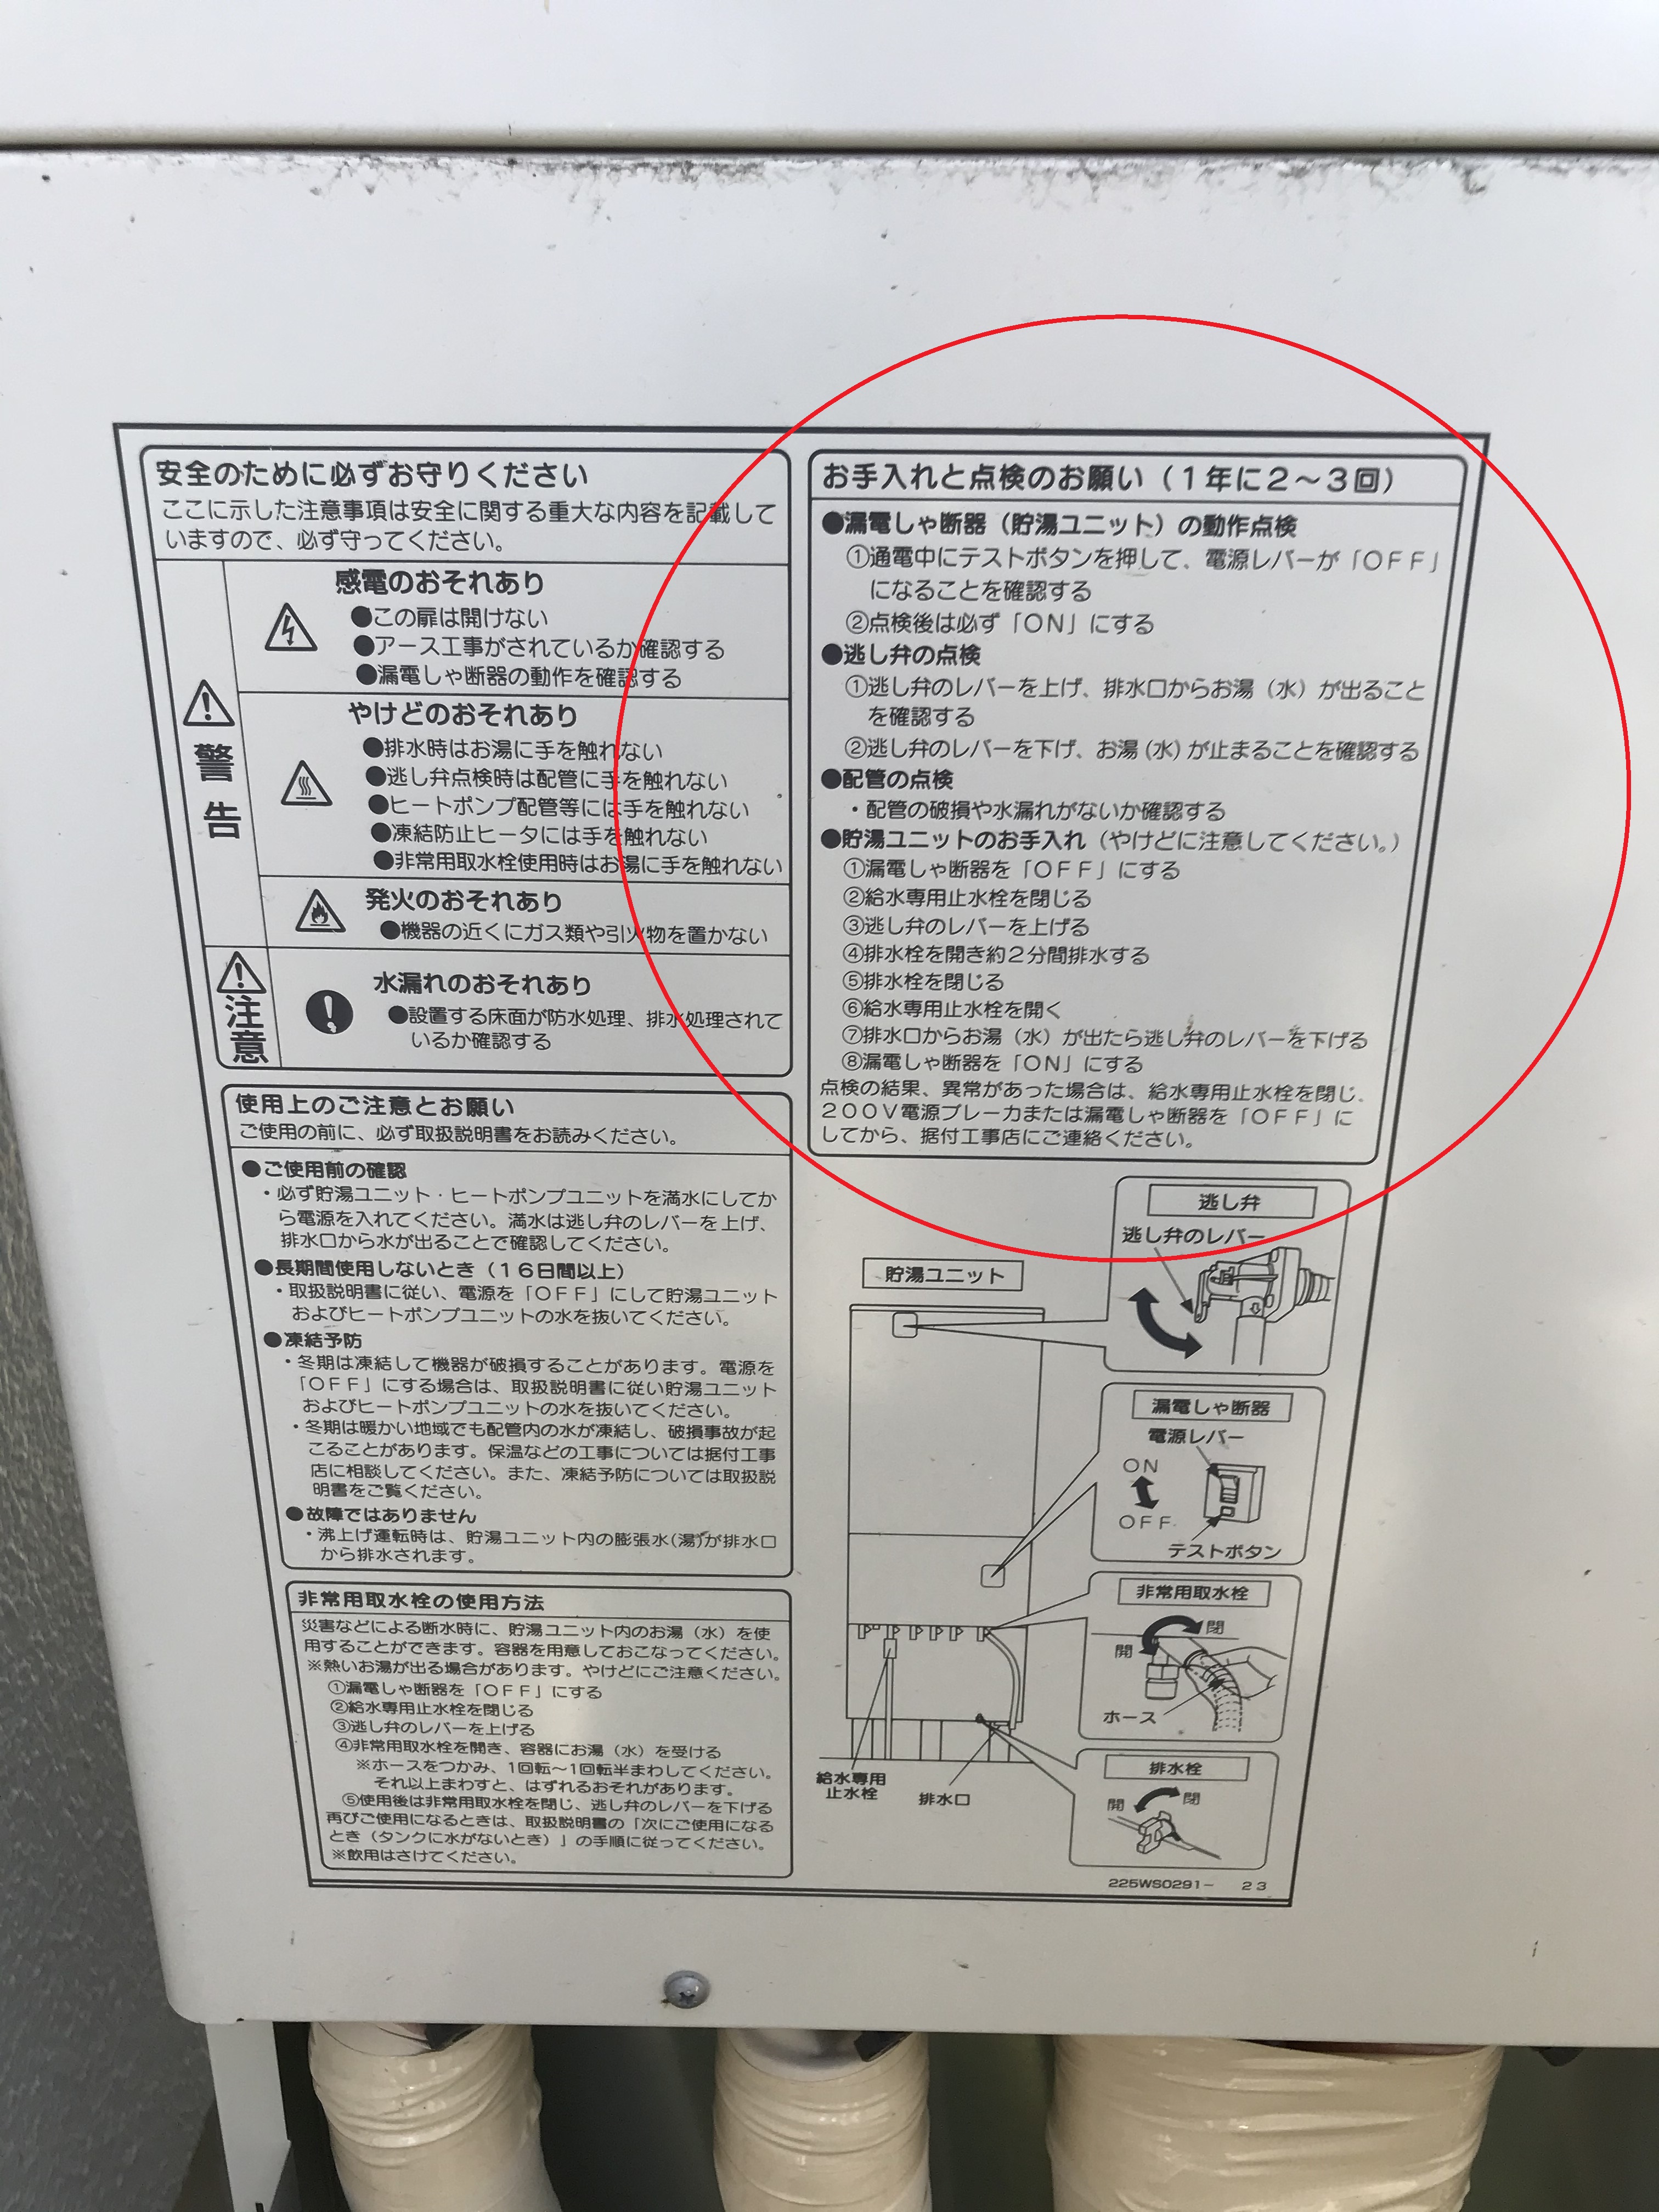 安全のために必ずお守りください
ここに示した注意事項は安全に関する重大な内容を記載して
いますので、必ず守ってください。
警告
感電のおそれあり
●この扉は開けない
●アース工事がされているか確認する
●漏電しゃ断器の動作を確認する
やけどのおそれあり
●排水時はお湯に手を触れない
●逃し弁点検時は配管に手を触れない
●ヒートポンプ配管等には手を触れない
●凍結防止ヒータには手を触れない
●非常用取水栓使用時はお湯に手を触れない
発火のおそれあり
●機器の近くにガス類や引火物を置かない
注意
水漏れのおそれあり
●設置する床面が防水処理、排水処理されて
いるか確認する
使用上のご注意とお願い
ご使用の前に、必ず取扱説明書をお読みください。
●ご使用前の確認
・必ず貯湯ユニット・ヒートポンプユニットを満水にしてか
ら電源を入れてください。満水は逃し弁のレバーを上げ、
排水口から水が出ることで確認してください。
●長期間使用しないとき（１６日間以上）
・取扱説明書に従い、電源を「ＯＦＦ」にして貯湯ユニット
およびヒートポンプユニットの水を抜いてください。
●凍結予防
・冬期は凍結して機器が破損することがあります。電源を
「ＯＦＦ」にする場合は、取扱説明書に従い貯湯ユニット
およびヒートポンプユニットの水を抜いてください。
・冬期は暖かい地域でも配管内の水が凍結し、破損事故が起
こることがあります。保温などの工事については据付工事
店に相談してください。また、凍結予防については取扱説
明書をご覧ください。
●故障ではありません
・沸上げ運転時は、貯湯ユニット内の膨張水(湯)が排水口
から排水されます。
非常用取水栓の使用方法
災害などによる断水時に、貯湯ユニット内のお湯（水）を使
用することができます。容器を用意しておこなってください。
※熱いお湯が出る場合があります。やけどにご注意ください。
①漏電しゃ断器を「ＯＦＦ」にする
②給水専用止水栓を閉じる
③逃し弁のレバーを上げる
④非常用取水栓を開き、容器にお湯（水）を受ける
※ホースをつかみ、1回転～1回転半まわしてください。
それ以上まわすと、はずれるおそれがあります。
⑤使用後は非常用取水栓を閉じ、逃し弁のレバーを下げる
再びご使用になるときは、取扱説明書の「次にご使用になる
とき（タンクに水がないとき）」の手順に従ってください。
※飲用はさけてください。
お手入れと点検のお願い（１年に２～３回）
●漏電しゃ断器（貯湯ユニット）の動作点検
①通電中にテストボタンを押して、電源レバーが「ＯＦＦ」
になることを確認する
②点検後は必ず「ＯＮ」にする
●逃し弁の点検
①逃し弁のレバーを上げ、排水口からお湯（水）が出ること
を確認する
②逃し弁のレバーを下げ、お湯(水)が止まることを確認する
●配管の点検
・配管の破損や水漏れがないか確認する
●貯湯ユニットのお手入れ（やけどに注意してください。）
①漏電しゃ断器を「ＯＦＦ」にする
②給水専用止水栓を閉じる
③逃し弁のレバーを上げる
④排水栓を開き約２分間排水する
⑤排水栓を閉じる
⑥給水専用止水栓を開く
⑦排水口からお湯（水）が出たら逃し弁のレバーを下げる
⑧漏電しゃ断器を「ＯＮ」にする
点検の結果、異常があった場合は、給水専用止水栓を閉じ、
２００Ｖ電源ブレーカまたは漏電しゃ断器を「ＯＦＦ」に
してから、据付工事店にご連絡ください。
逃し弁
逃し弁のレバー
貯湯ユニット
漏電しゃ断器
電源レバー
ＯＮ
ＯＦＦ
テストボタン
非常用取水栓
閉
開
ホース
排水栓
開
閉
給水専用
止水栓
排水口
225WS0291－ 23